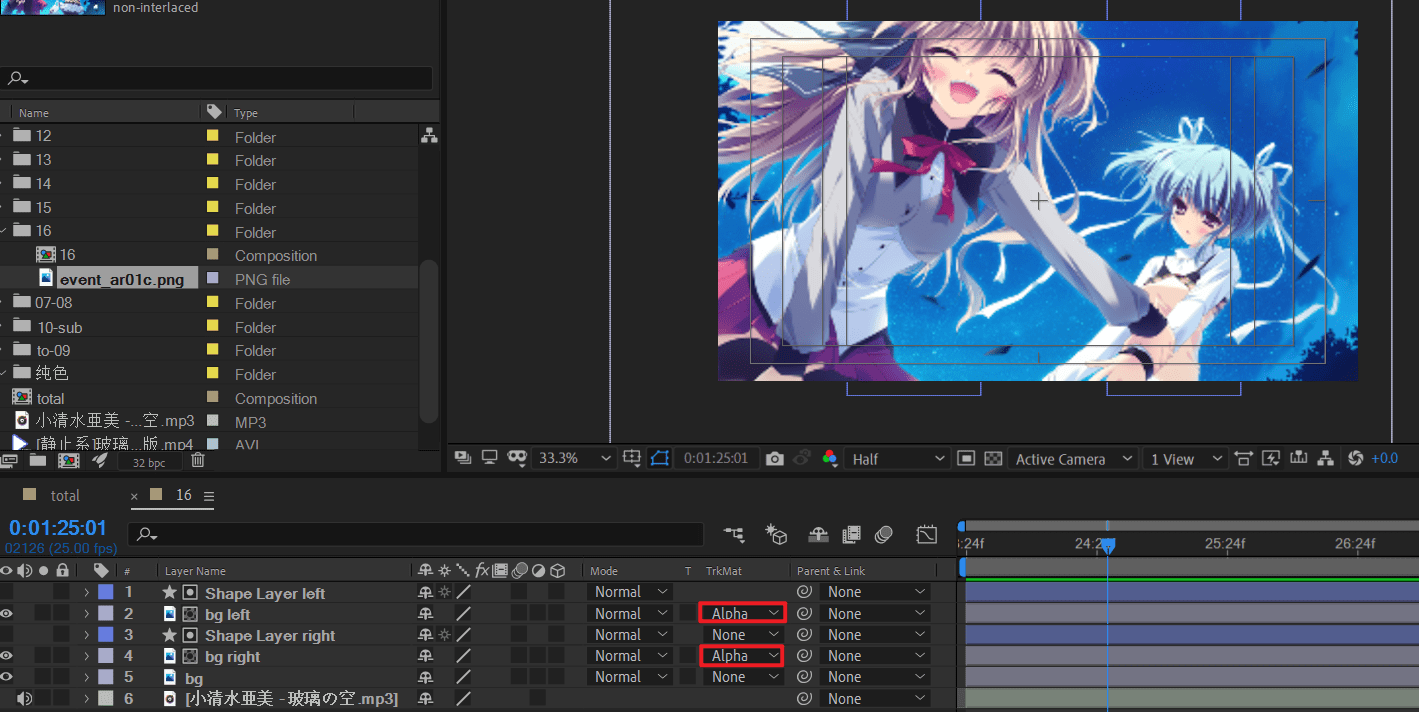 non-interlaced
Name Type
12 Folder
13 Folder
14 Folder
15 Folder
16 Folder
16 Composition
event_ar01c.png PNG file
07-08 Folder
10-sub Folder
to-09 Folder
纯色 Folder
total Composition
小清水亜美 -...空 .mp3 MP3
[静止系]玻璃...版.mp4 AVI
32 bpc
33.3% 0:01:25:01 Half Active Camera 1 View +0.0
total × 16
0:01:25:01
02126 (25.00 fps)
:24f 24:2 25:24f 26:24f
# Layer Name fx Mode T TrkMat Parent & Link
1 Shape Layer left Normal None
2 bg left Normal Alpha None
3 Shape Layer right Normal None None
4 bg right Normal Alpha None
5 bg Normal None None
6 [小清水亜美 - 玻璃の空 .mp3] None